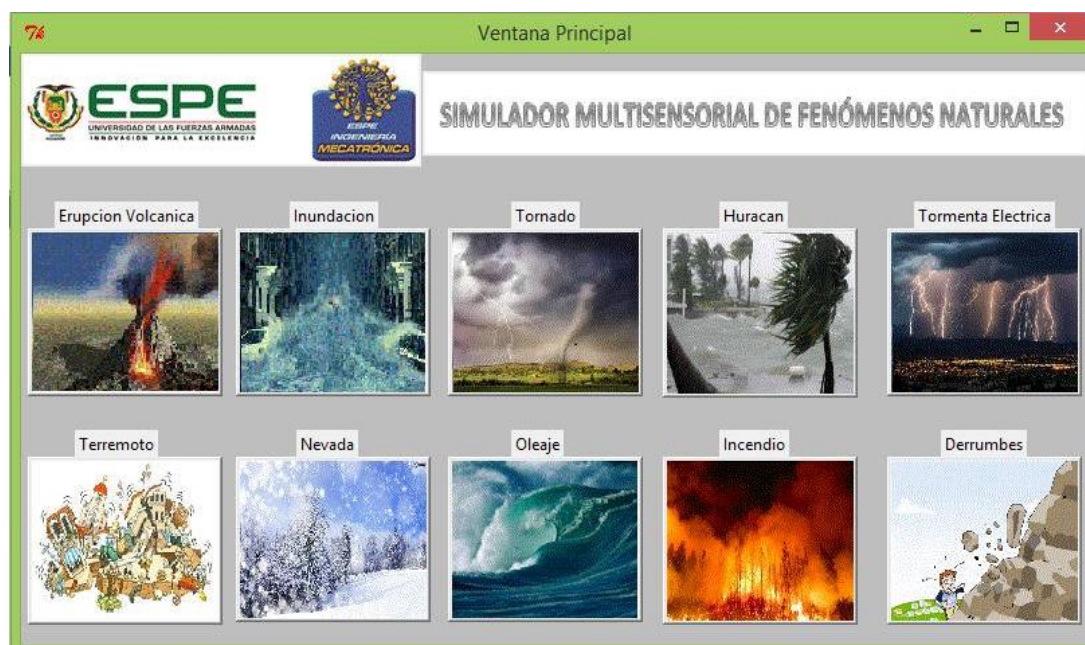 Ventana Principal
ESPE
UNIVERSIDAD DE LAS FUERZAS ARMADAS
INNOVACIÓN PARA LA EXCELENCIA
ESPE
INGENIERÍA
MECATRÓNICA
SIMULADOR MULTISENSORIAL DE FENÓMENOS NATURALES
Erupcion Volcanica
Inundacion
Tornado
Huracan
Tormenta Electrica
Terremoto
Nevada
Oleaje
Incendio
Derrumbes